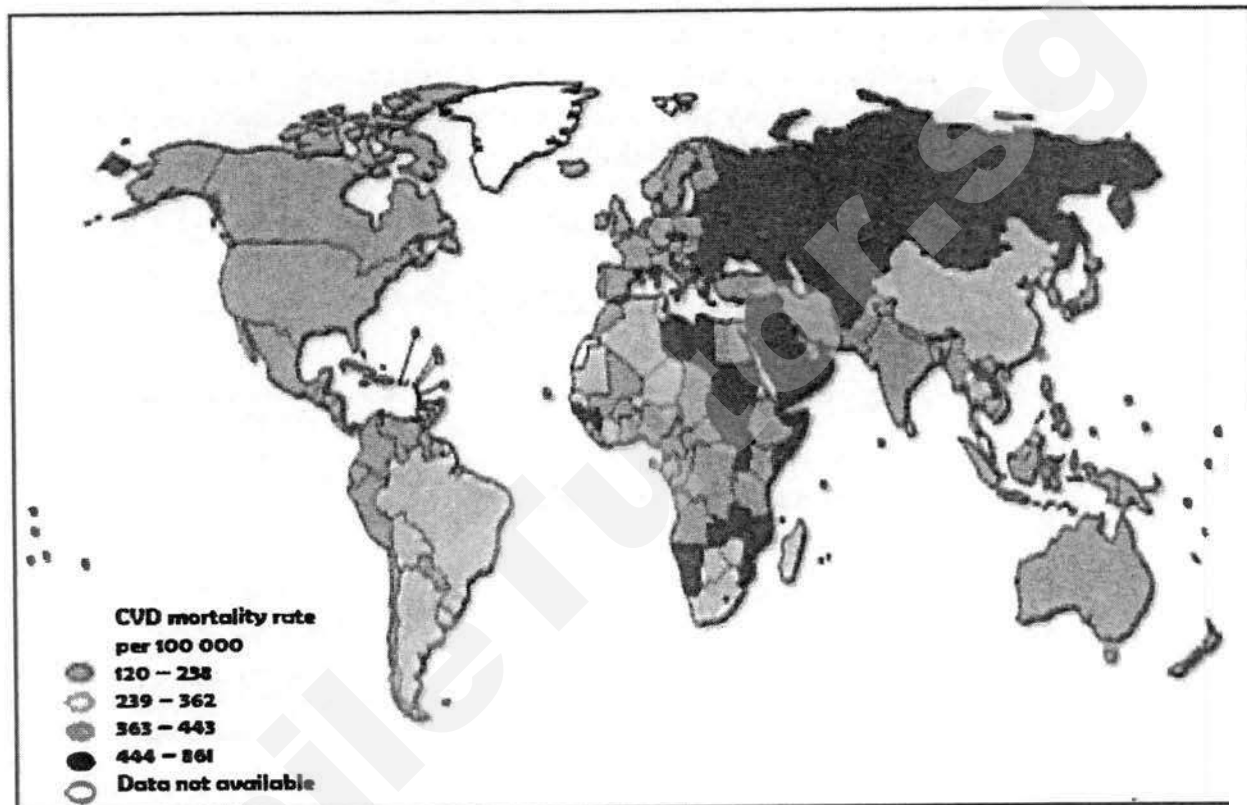 CVD mortality rate
per 100 000
120 – 238
239 – 362
363 – 443
444 – 861
Data not available